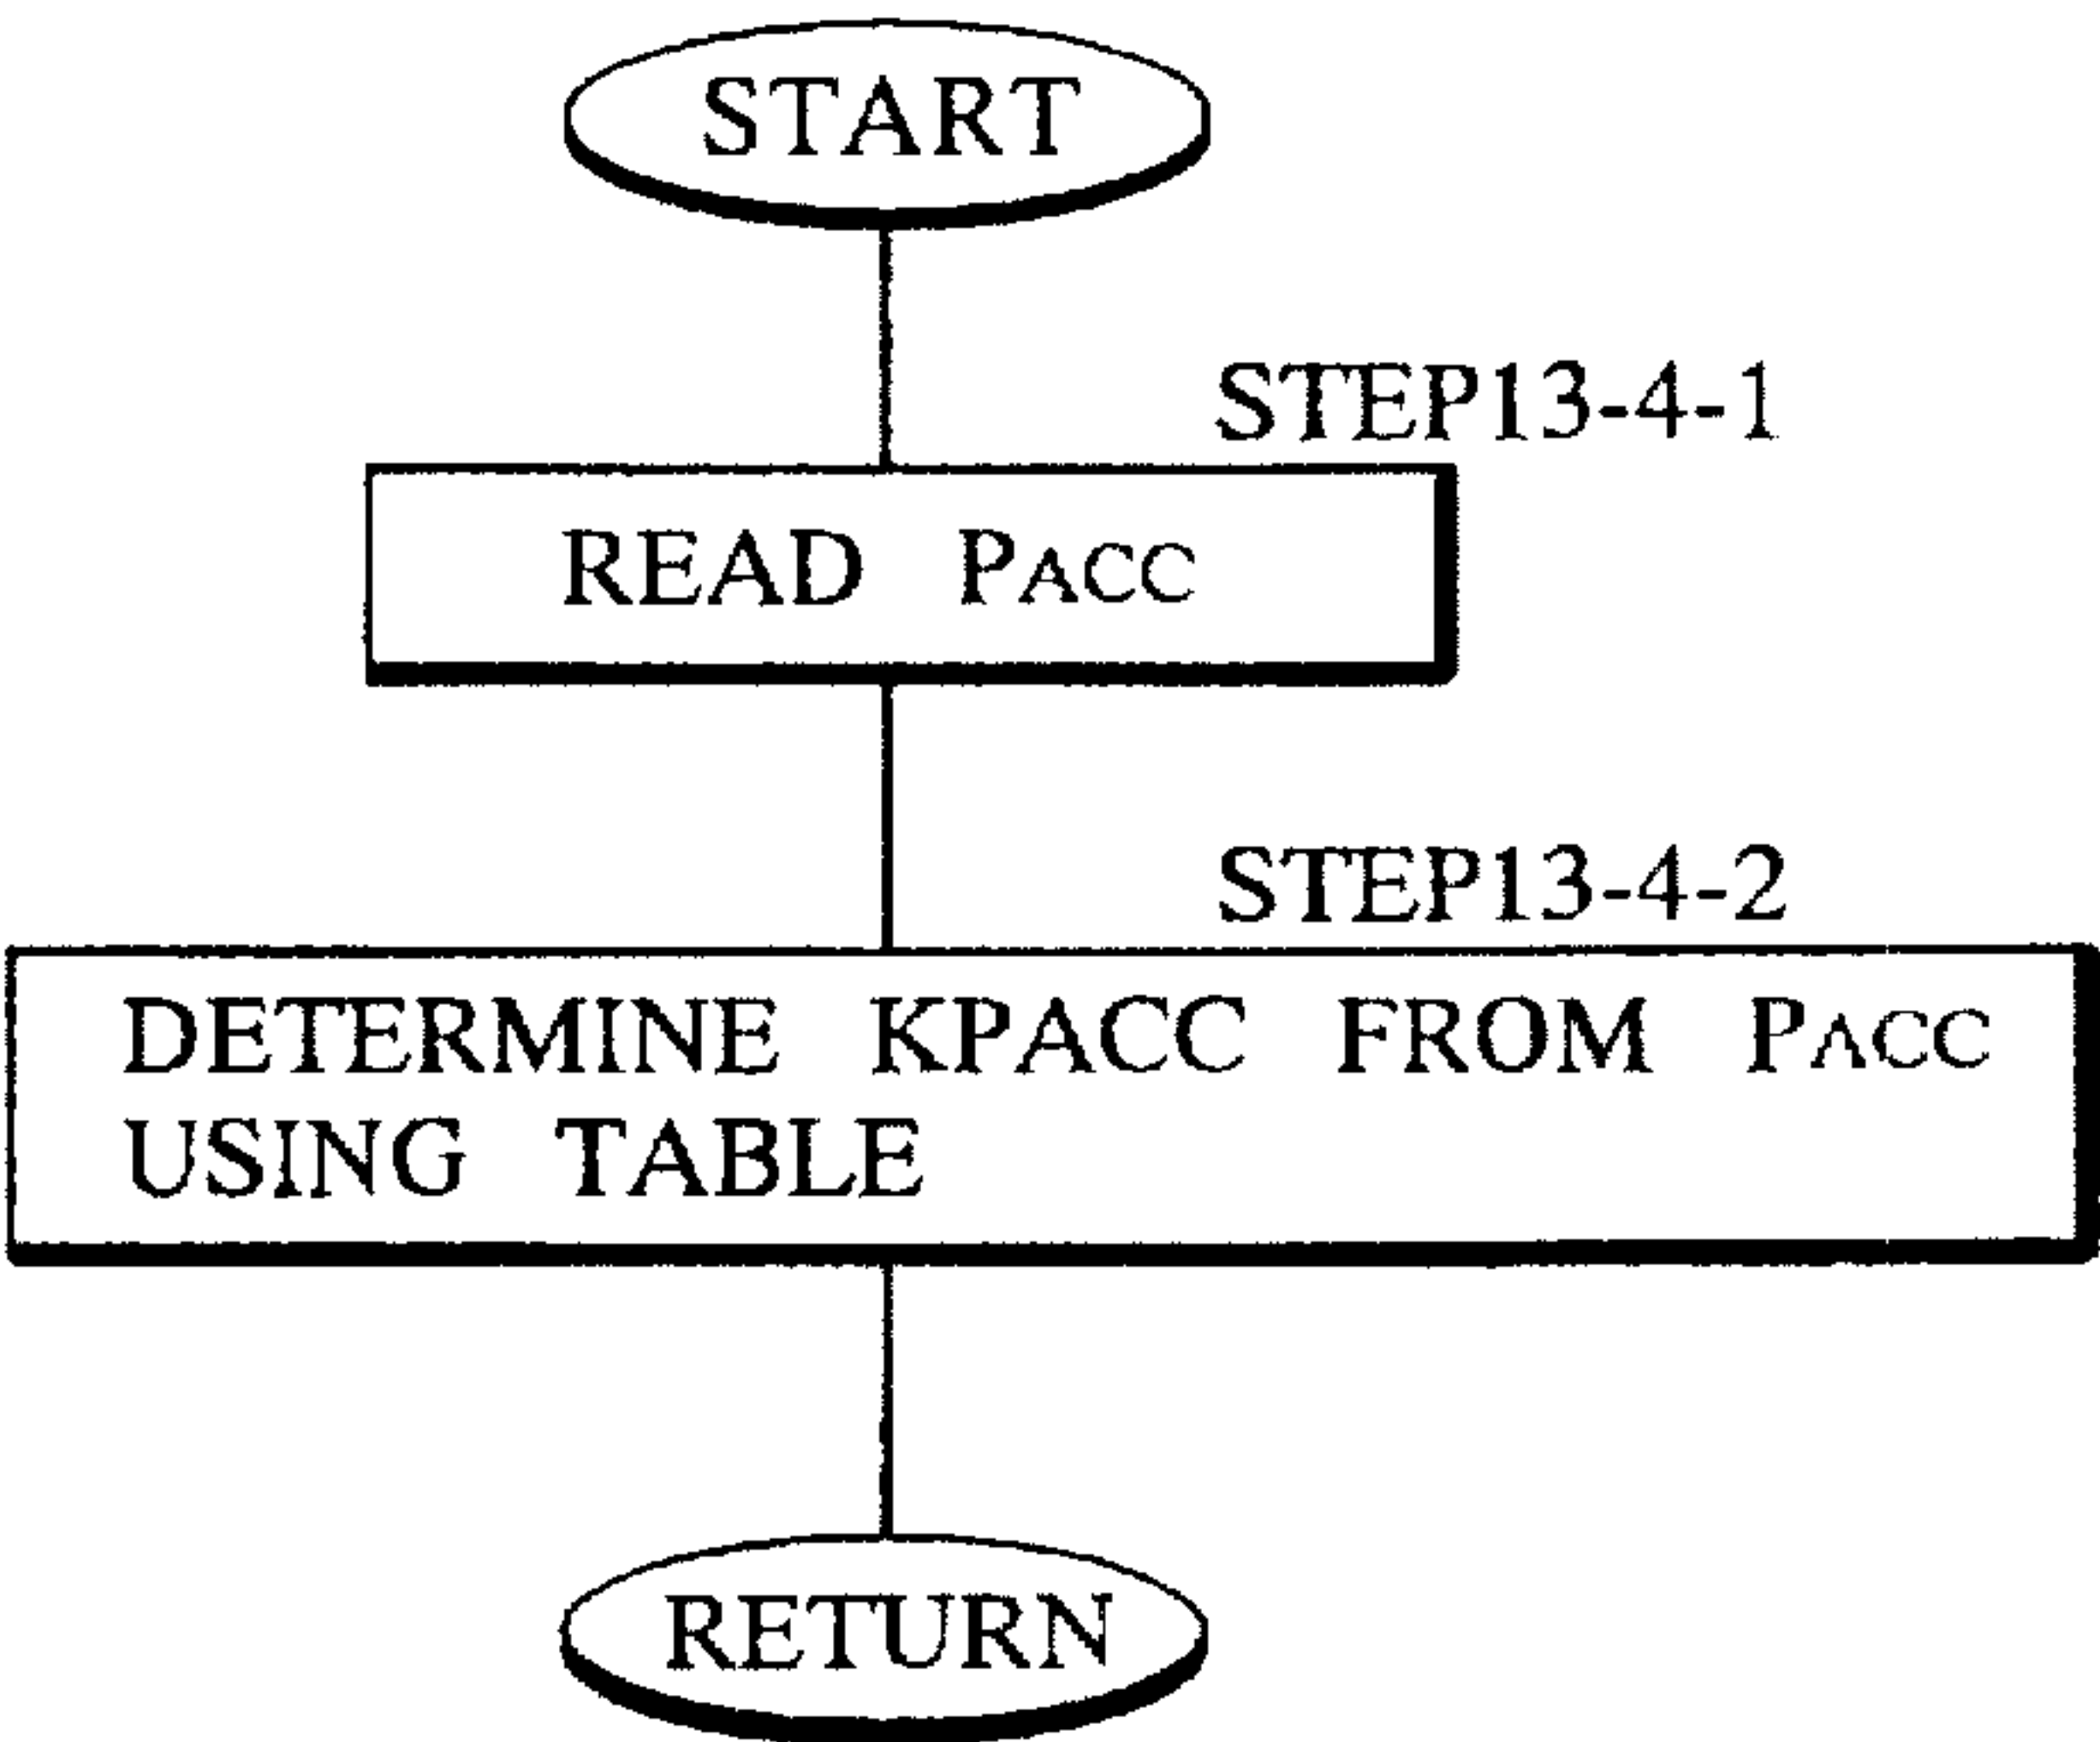 START
STEP13-4-1
READ PACC
STEP13-4-2
DETERMINE KPACC FROM PACC
USING TABLE
RETURN